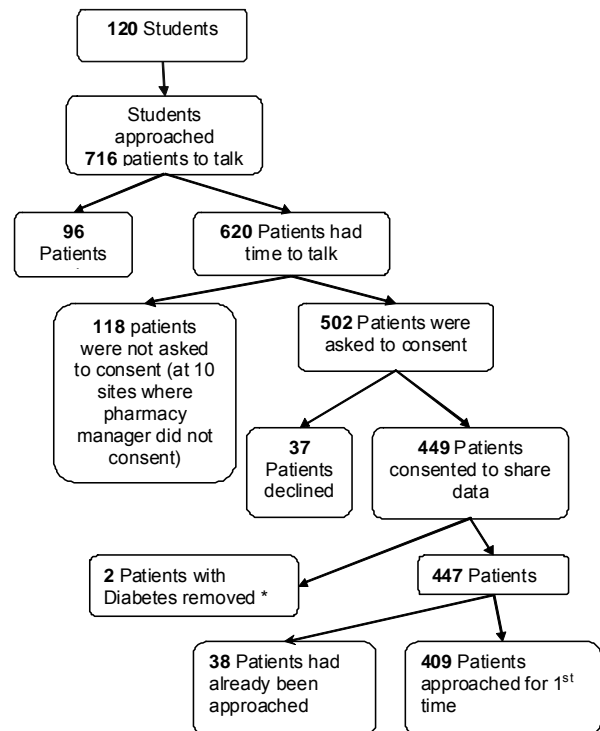 120 Students
Students
approached
716 patients to talk
96
Patients
620 Patients had
time to talk
118 patients
were not asked
to consent (at 10
sites where
pharmacy
manager did not
consent)
502 Patients were
asked to consent
37
Patients
declined
449 Patients
consented to share
data
2 Patients with
Diabetes removed *
447 Patients
38 Patients had
already been
approached
409 Patients
approached for 1st
time